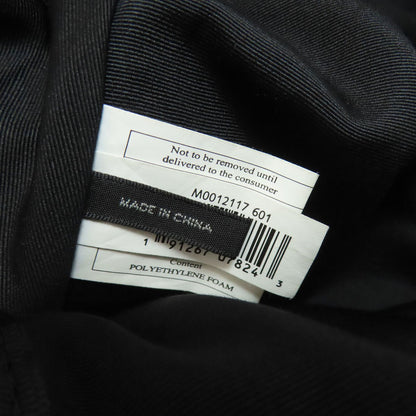 Not to be removed until
delivered to the consumer
M0012117 601
MADE IN CHINA
1 91267 07824 3
Content
POLYETHYLENE FOAM